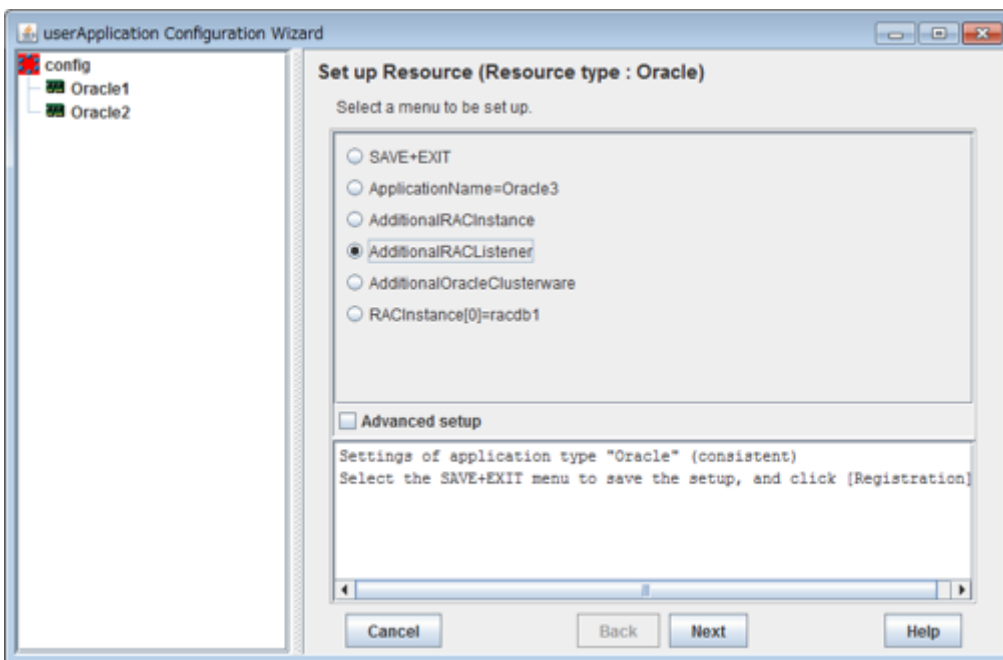 userApplication Configuration Wizard
config
Oracle1
Oracle2
Set up Resource (Resource type : Oracle)
Select a menu to be set up.
SAVE+EXIT
ApplicationName=Oracle3
AdditionalRACInstance
AdditionalRACListener
AdditionalOracleClusterware
RACInstance[0]=racdb1
Advanced setup
Settings of application type "Oracle" (consistent)
Select the SAVE+EXIT menu to save the setup, and click [Registration]
Cancel
Back
Next
Help